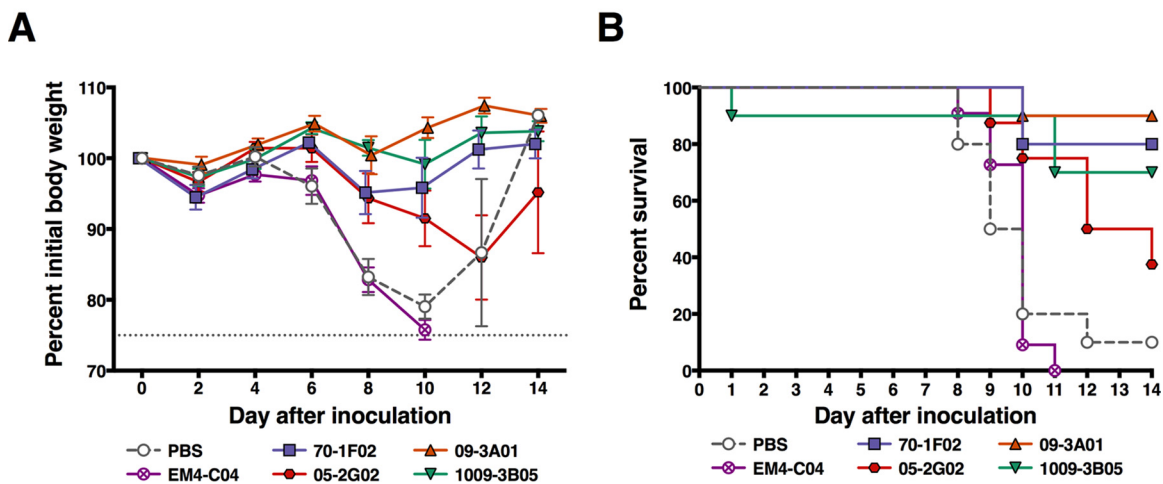 A
Percent initial body weight
110
100
90
80
70
0 2 4 6 8 10 12 14
Day after inoculation
PBS 70-1F02 09-3A01
EM4-C04 05-2G02 1009-3B05
B
Percent survival
100
80
60
40
20
0
0 1 2 3 4 5 6 7 8 9 10 11 12 13 14
Day after inoculation
PBS 70-1F02 09-3A01
EM4-C04 05-2G02 1009-3B05